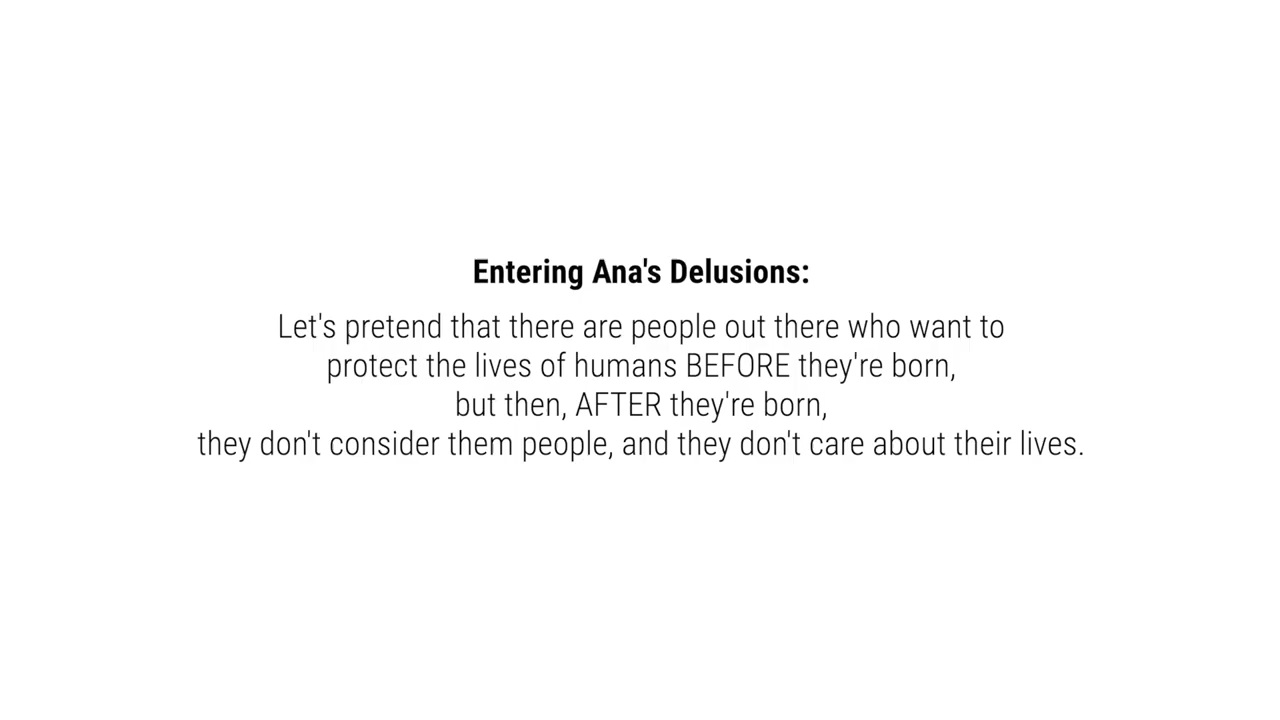 Entering Ana's Delusions:
Let's pretend that there are people out there who want to
protect the lives of humans BEFORE they're born,
but then, AFTER they're born,
they don't consider them people, and they don't care about their lives.